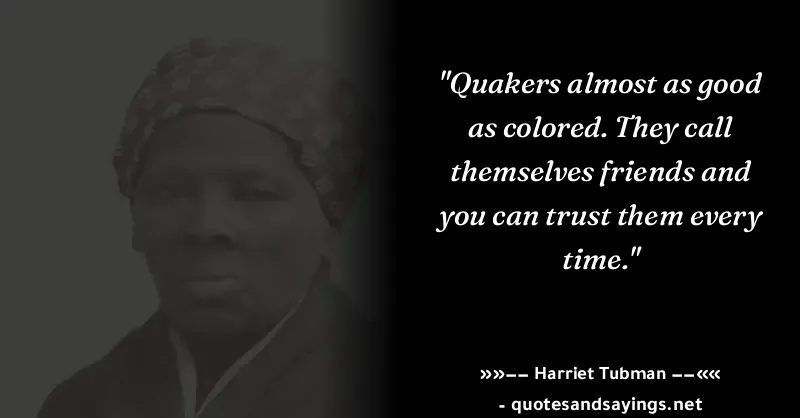 "Quakers almost as good
as colored. They call
themselves friends and
you can trust them every
time."
»»−− Harriet Tubman −−««
- quotesandsayings.net